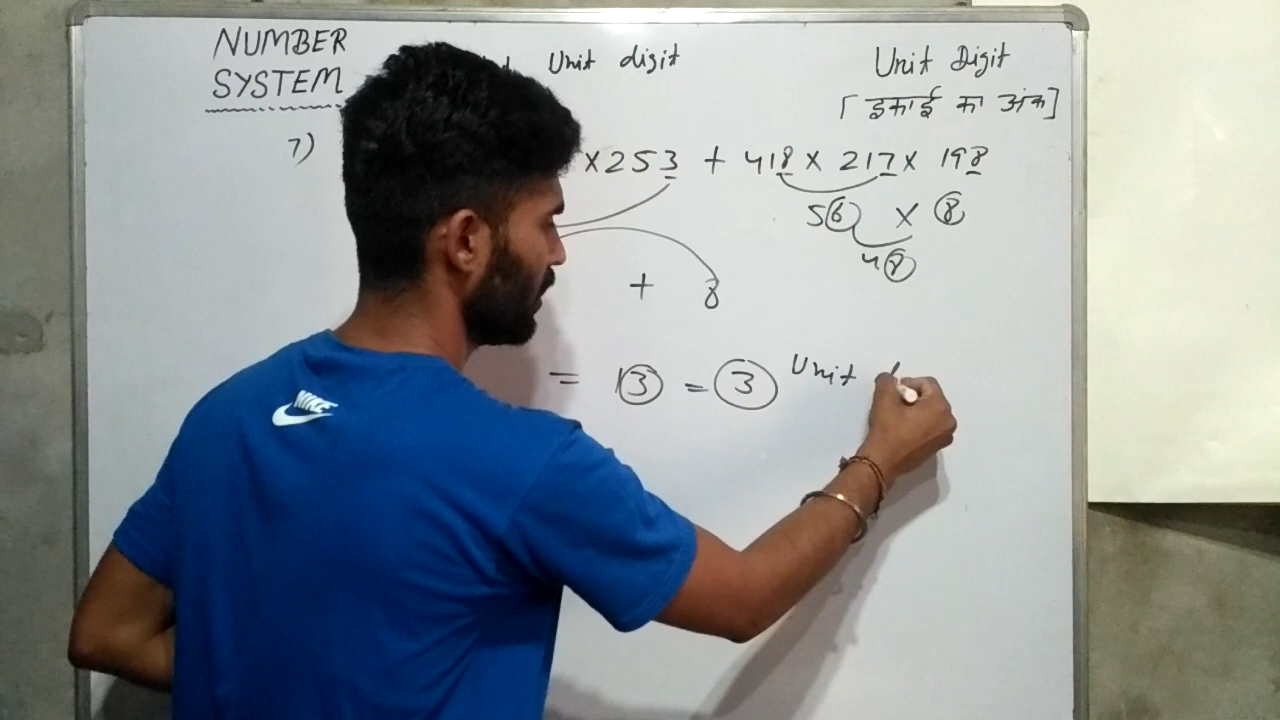 NUMBER
SYSTEM
Unit digit
Unit Digit
[ इकाई का अंक ]
7)
×253 + 418 × 217 × 198
56 × 8
48
+ 8
= 13 = 3 Unit
NIKE